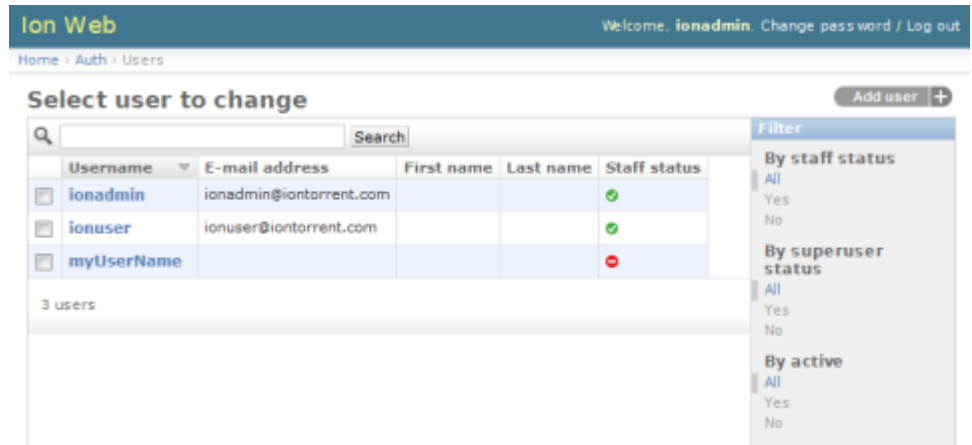 Ion Web
Welcome, ionadmin. Change password / Log out
Home › Auth › Users
Select user to change
Add user +
Search
Username E-mail address First name Last name Staff status
ionadmin ionadmin@iontorrent.com
ionuser ionuser@iontorrent.com
myUserName
3 users
Filter
By staff status
All
Yes
No
By superuser
status
All
Yes
No
By active
All
Yes
No